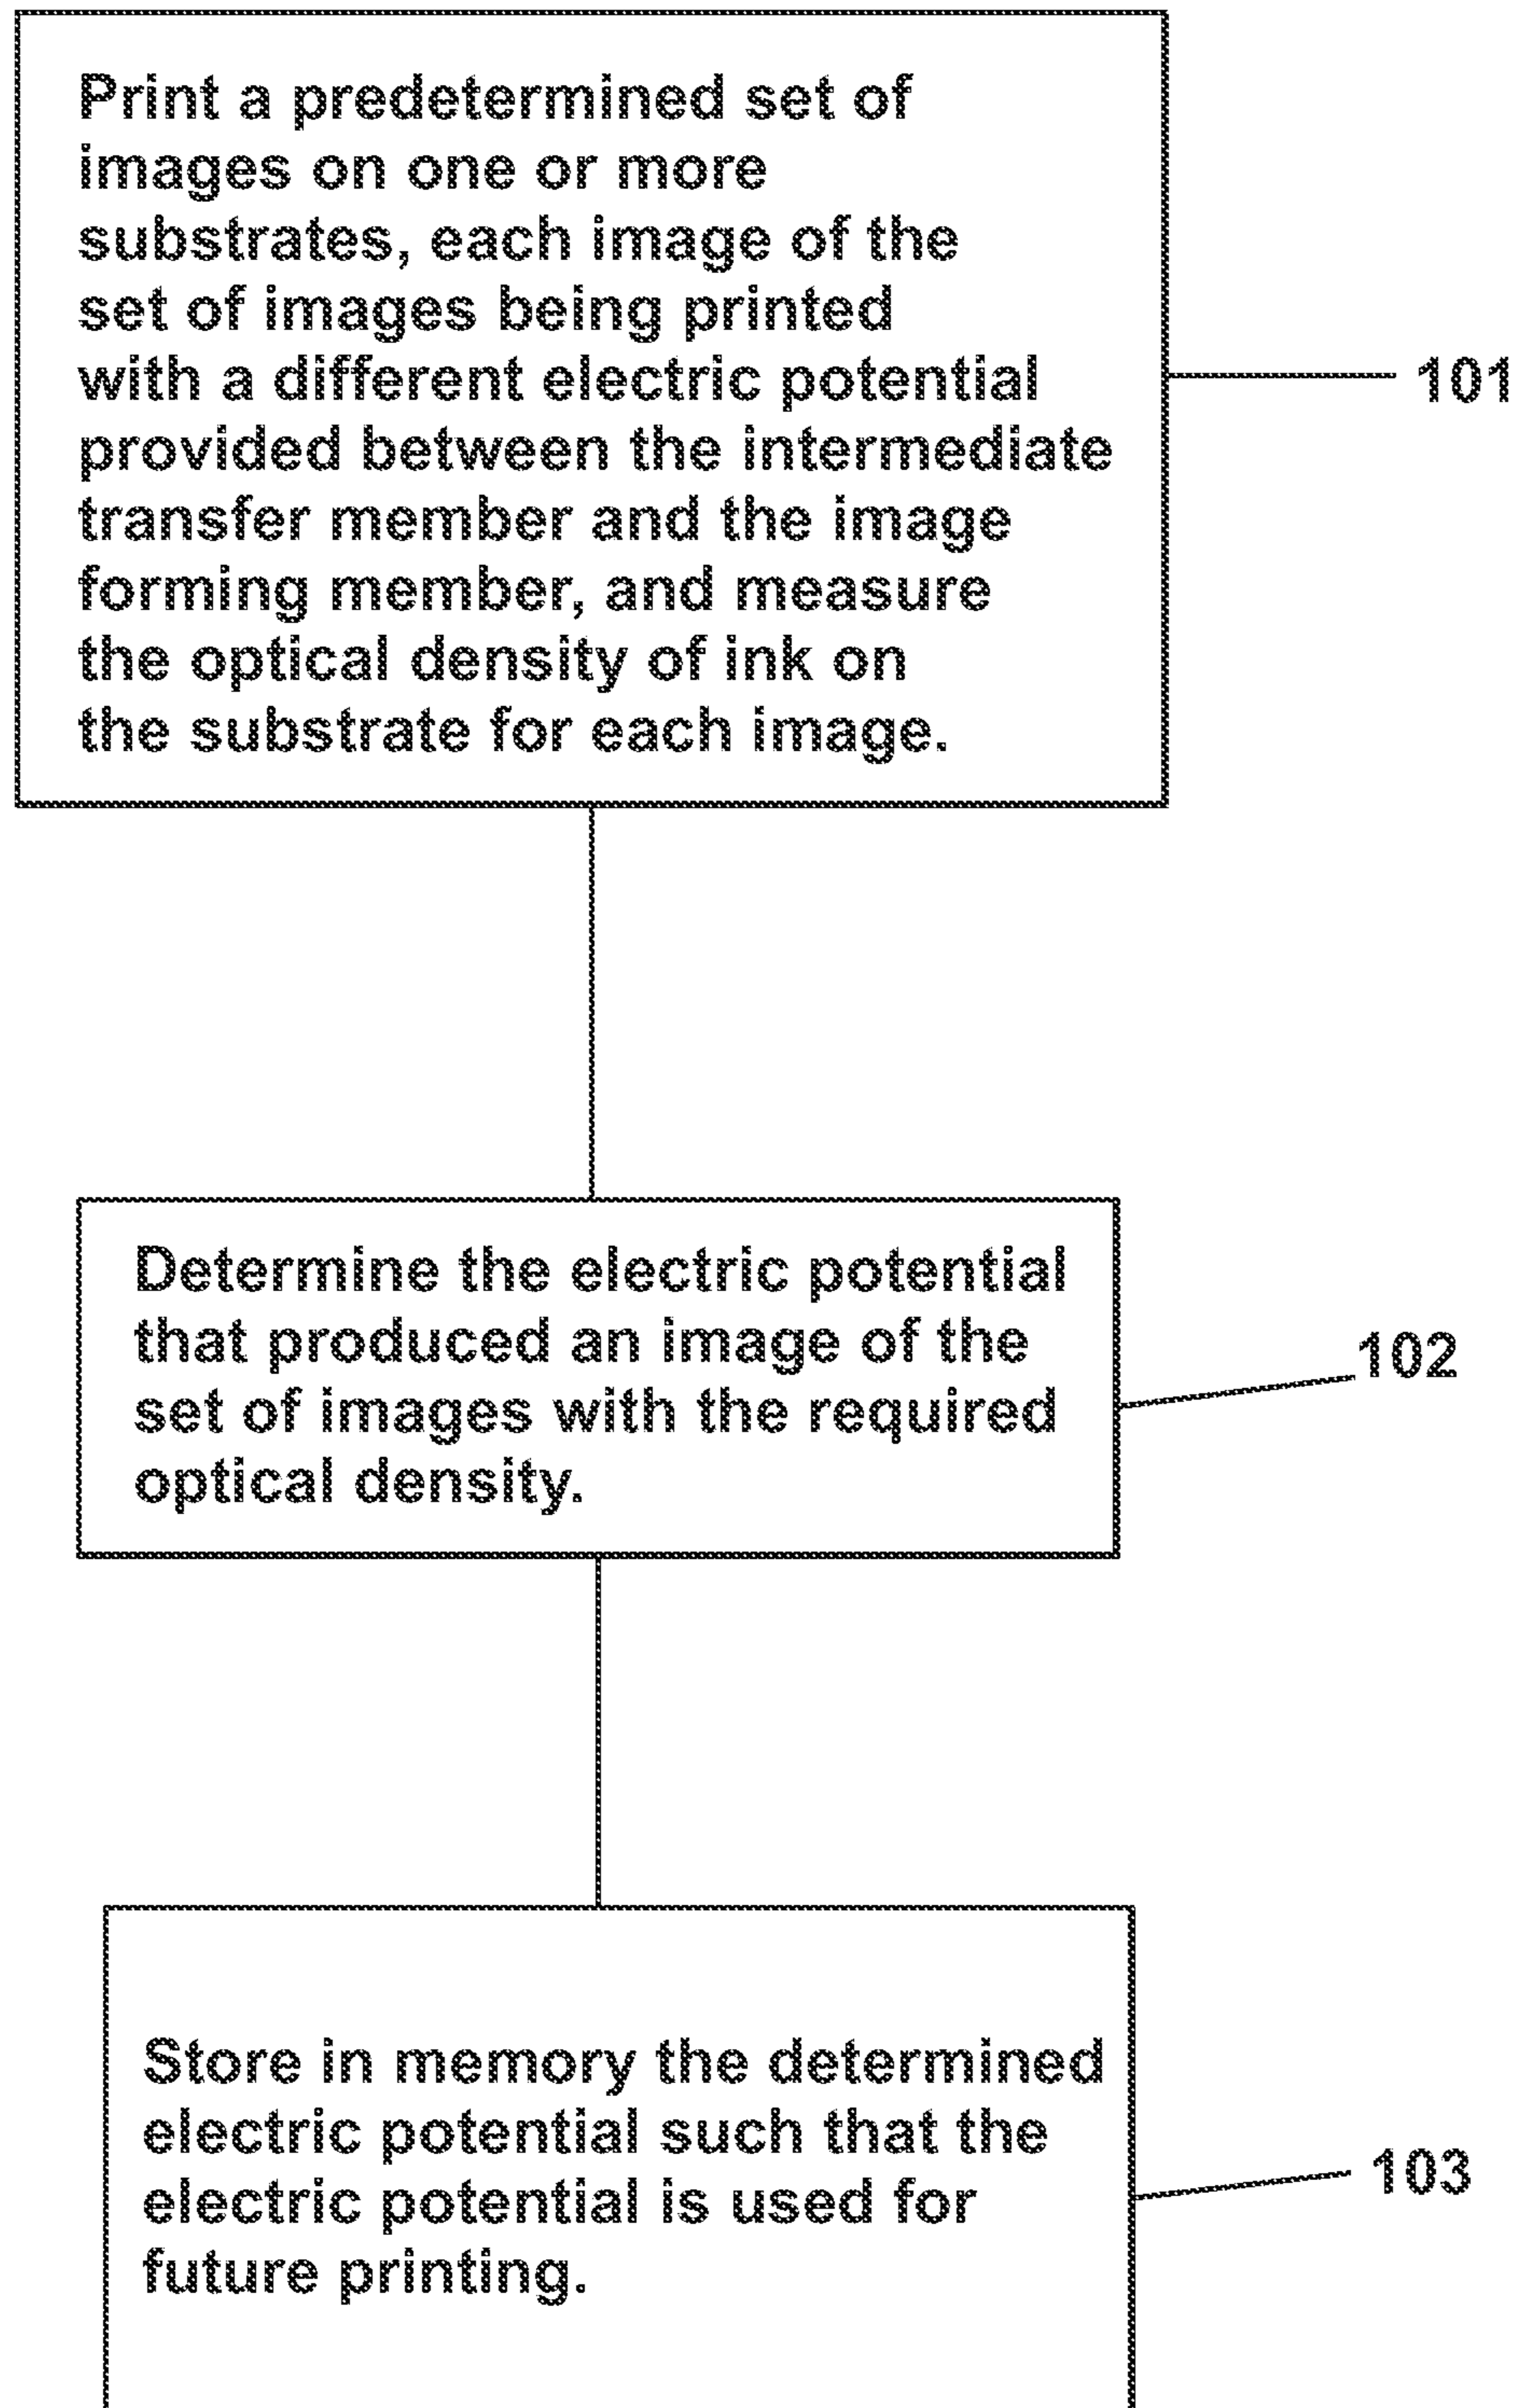 Print a predetermined set of
images on one or more
substrates, each image of the
set of images being printed
with a different electric potential
provided between the intermediate
transfer member and the image
forming member, and measure
the optical density of ink on
the substrate for each image.
101
Determine the electric potential
that produced an image of the
set of images with the required
optical density.
102
Store in memory the determined
electric potential such that the
electric potential is used for
future printing.
103